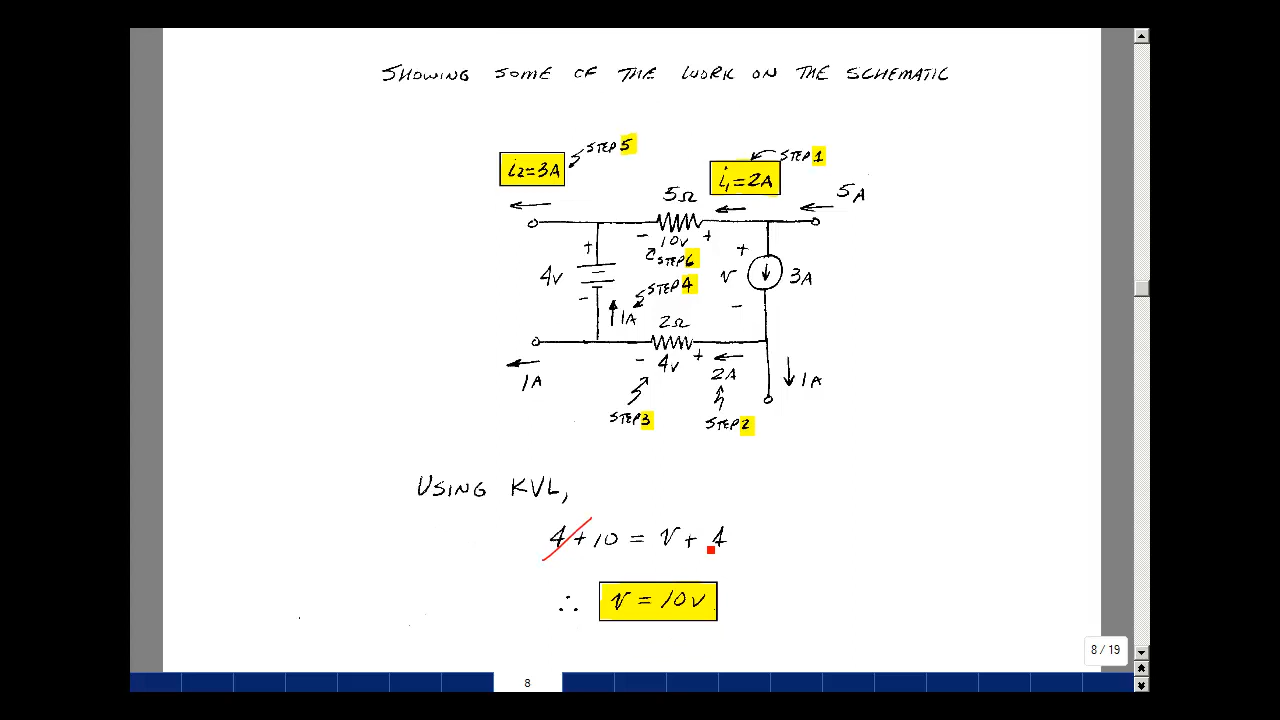 SHOWING SOME OF THE WORK ON THE SCHEMATIC
STEP 5
STEP 1
i2=3A
i1=2A
5Ω
5A
- 10V +
STEP 6
+
+
4V
STEP 4
V
3A
-
1A
2Ω
-
- 4V +
2A
1A
1A
STEP 3
STEP 2
USING KVL,
4+10 = V + 4
∴ V = 10V
8 / 19
8